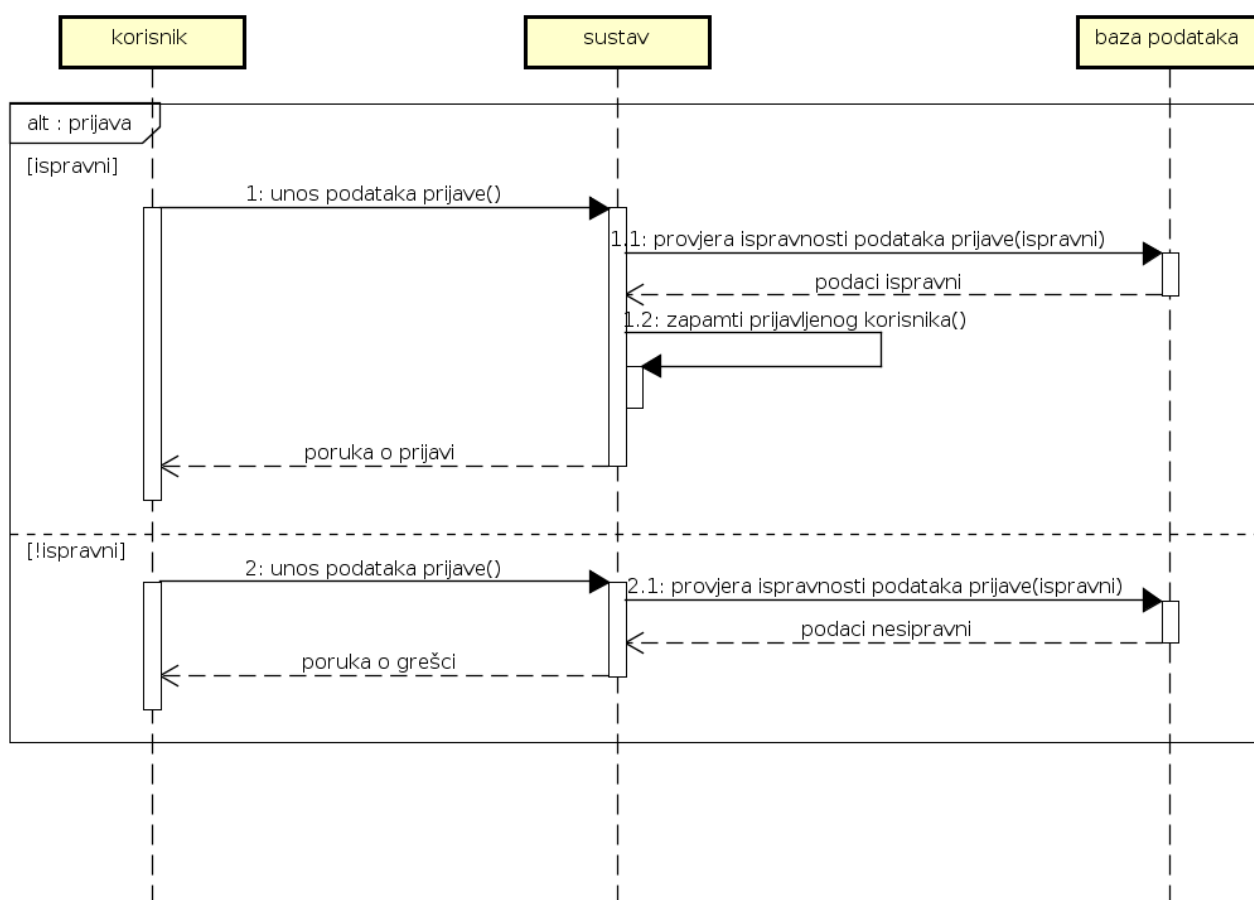 korisnik
sustav
baza podataka
alt : prijava
[ispravni]
1: unos podataka prijave()
1.1: provjera ispravnosti podataka prijave(ispravni)
podaci ispravni
1.2: zapamti prijavljenog korisnika()
poruka o prijavi
[!ispravni]
2: unos podataka prijave()
2.1: provjera ispravnosti podataka prijave(ispravni)
podaci nesipravni
poruka o grešci